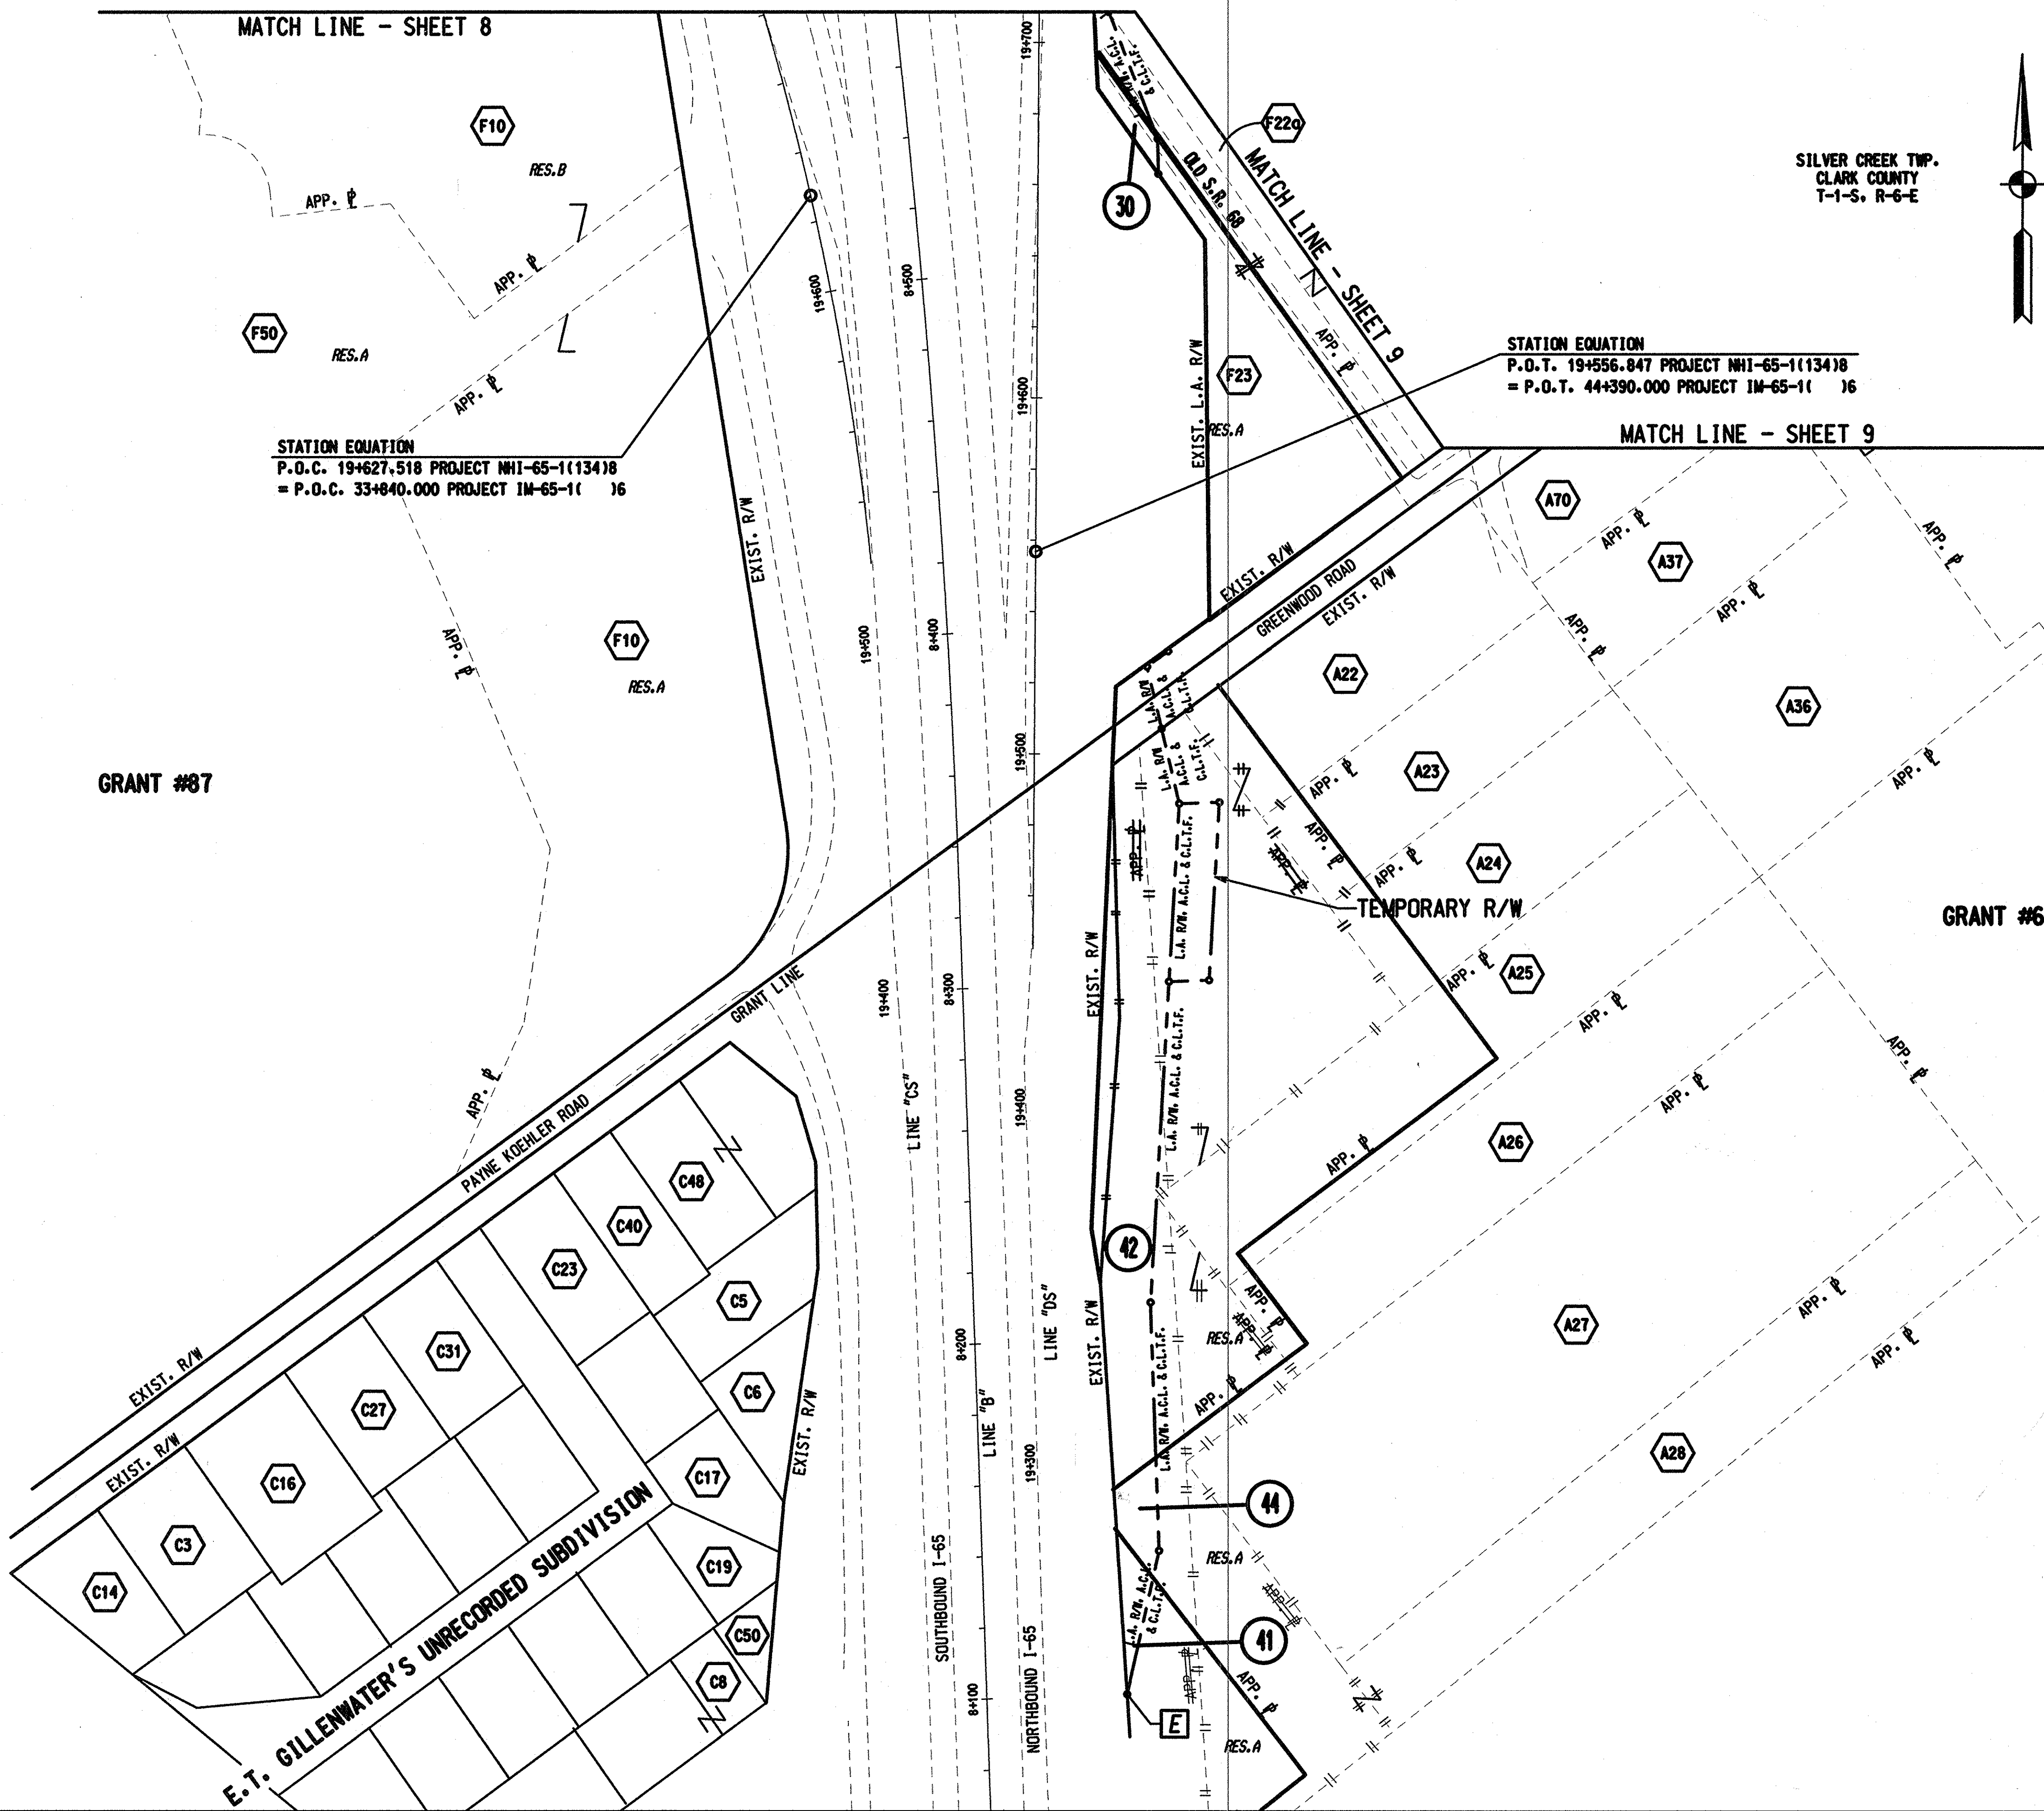 MATCH LINE - SHEET 8
F10
RES.B
APP. ⅊
APP. ⅊
F50
RES.A
APP. ⅊
STATION EQUATION
P.O.C. 19+627.518 PROJECT NHI-65-1(134)8
= P.O.C. 33+840.000 PROJECT IM-65-1(    )6
EXIST. R/W
F10
RES.A
APP. ⅊
GRANT #87
APP. ⅊
19+700
19+600
8+500
19+600
19+500
8+400
19+500
19+400
8+300
19+400
8+200
19+300
8+100
L.A. R/W, A.C.L.
& C.L.T.F.
F22a
30
OLD S.R. 68
MATCH LINE - SHEET 9
APP. ⅊
SILVER CREEK TWP.
CLARK COUNTY
T-1-S, R-6-E
STATION EQUATION
P.O.T. 19+556.847 PROJECT NHI-65-1(134)8
= P.O.T. 44+390.000 PROJECT IM-65-1(    )6
MATCH LINE - SHEET 9
F23
RES.A
EXIST. L.A. R/W
EXIST. R/W
GREENWOOD ROAD
EXIST. R/W
L.A. R/W
A.C.L. &
C.L.T.F.
L.A. R/W
A.C.L. &
C.L.T.F.
A70
APP. ⅊
A37
APP. ⅊
APP. ⅊
APP. ⅊
A22
A36
A23
APP. ⅊
APP. ⅊
APP. ⅊
APP. ⅊
APP. ⅊
APP. ⅊
A24
TEMPORARY R/W
GRANT #6
L.A. R/W, A.C.L. & C.L.T.F.
EXIST. R/W
A25
APP. ⅊
APP. ⅊
L.A. R/W, A.C.L. & C.L.T.F.
APP. ⅊
APP. ⅊
A26
APP. ⅊
GRANT LINE
PAYNE KOEHLER ROAD
LINE "CS"
LINE "DS"
LINE "B"
C48
C40
C23
C5
C31
C6
C27
C17
C16
C3
C14
C19
C50
C8
EXIST. R/W
EXIST. R/W
EXIST. R/W
E.T. GILLENWATER'S UNRECORDED SUBDIVISION
SOUTHBOUND I-65
NORTHBOUND I-65
42
EXIST. R/W
APP. ⅊
APP. ⅊
RES.A
A27
APP. ⅊
APP. ⅊
APP. ⅊
L.A. R/W, A.C.L. & C.L.T.F.
A28
44
RES.A
APP. ⅊
L.A. R/W, A.C.L.
& C.L.T.F.
41
APP. ⅊
APP. ⅊
E
RES.A